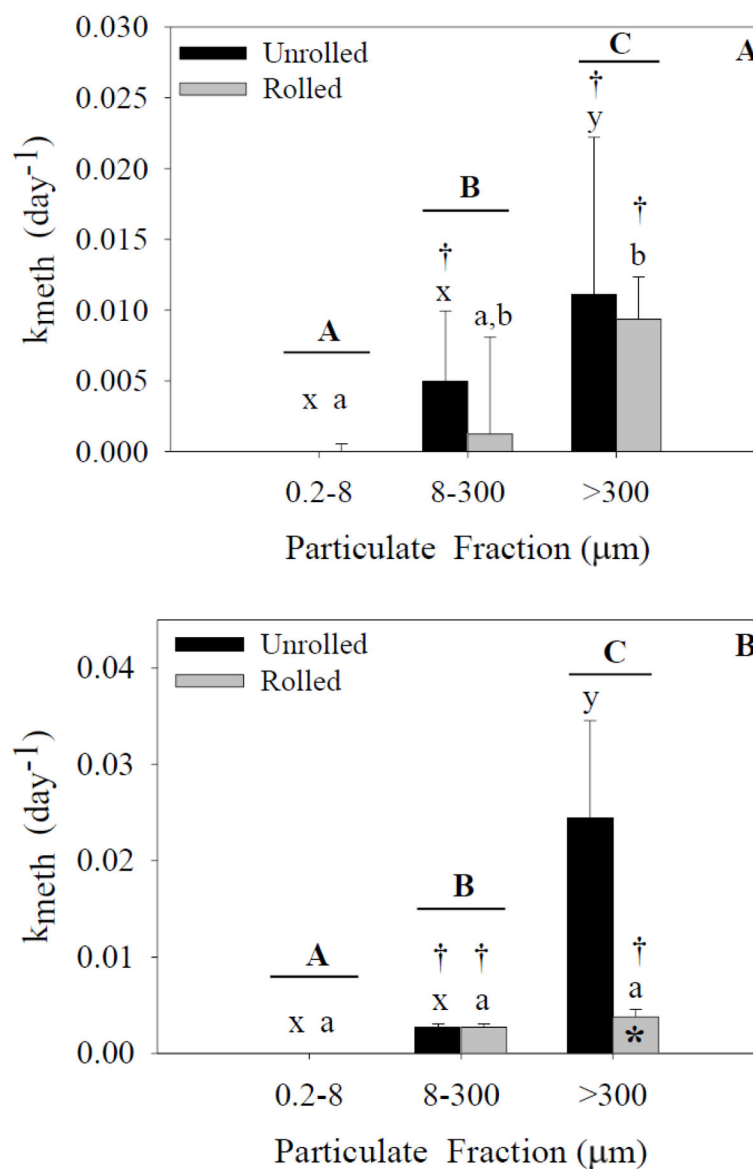 0.030
Unrolled
C
A
Rolled
†
0.025
y
0.020
B
†
0.015
†
b
x
a,b
0.010
A
0.005
x a
0.000
kmeth (day-1)
0.2-8 8-300 >300
Particulate Fraction (μm)
Unrolled
C
B
Rolled
0.04
y
0.03
0.02
B
A
† †
†
0.01
x a
x a
a
*
0.00
kmeth (day-1)
0.2-8 8-300 >300
Particulate Fraction (μm)